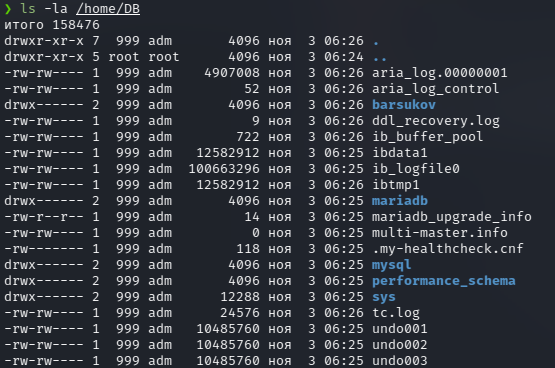 ❯ ls -la /home/DB
итого 158476
drwxr-xr-x 7  999 adm       4096 ноя  3 06:26 .
drwxr-xr-x 5 root root      4096 ноя  3 06:24 ..
-rw-rw---- 1  999 adm    4907008 ноя  3 06:26 aria_log.00000001
-rw-rw---- 1  999 adm         52 ноя  3 06:26 aria_log_control
drwx------ 2  999 adm       4096 ноя  3 06:26 barsukov
-rw-rw---- 1  999 adm          9 ноя  3 06:26 ddl_recovery.log
-rw-rw---- 1  999 adm        722 ноя  3 06:26 ib_buffer_pool
-rw-rw---- 1  999 adm   12582912 ноя  3 06:25 ibdata1
-rw-rw---- 1  999 adm  100663296 ноя  3 06:25 ib_logfile0
-rw-rw---- 1  999 adm   12582912 ноя  3 06:26 ibtmp1
drwx------ 2  999 adm       4096 ноя  3 06:25 mariadb
-rw-r--r-- 1  999 adm         14 ноя  3 06:25 mariadb_upgrade_info
-rw-rw---- 1  999 adm          0 ноя  3 06:26 multi-master.info
-rw------- 1  999 adm        118 ноя  3 06:25 .my-healthcheck.cnf
drwx------ 2  999 adm       4096 ноя  3 06:25 mysql
drwx------ 2  999 adm       4096 ноя  3 06:25 performance_schema
drwx------ 2  999 adm      12288 ноя  3 06:25 sys
-rw-rw---- 1  999 adm      24576 ноя  3 06:26 tc.log
-rw-rw---- 1  999 adm   10485760 ноя  3 06:25 undo001
-rw-rw---- 1  999 adm   10485760 ноя  3 06:25 undo002
-rw-rw---- 1  999 adm   10485760 ноя  3 06:25 undo003